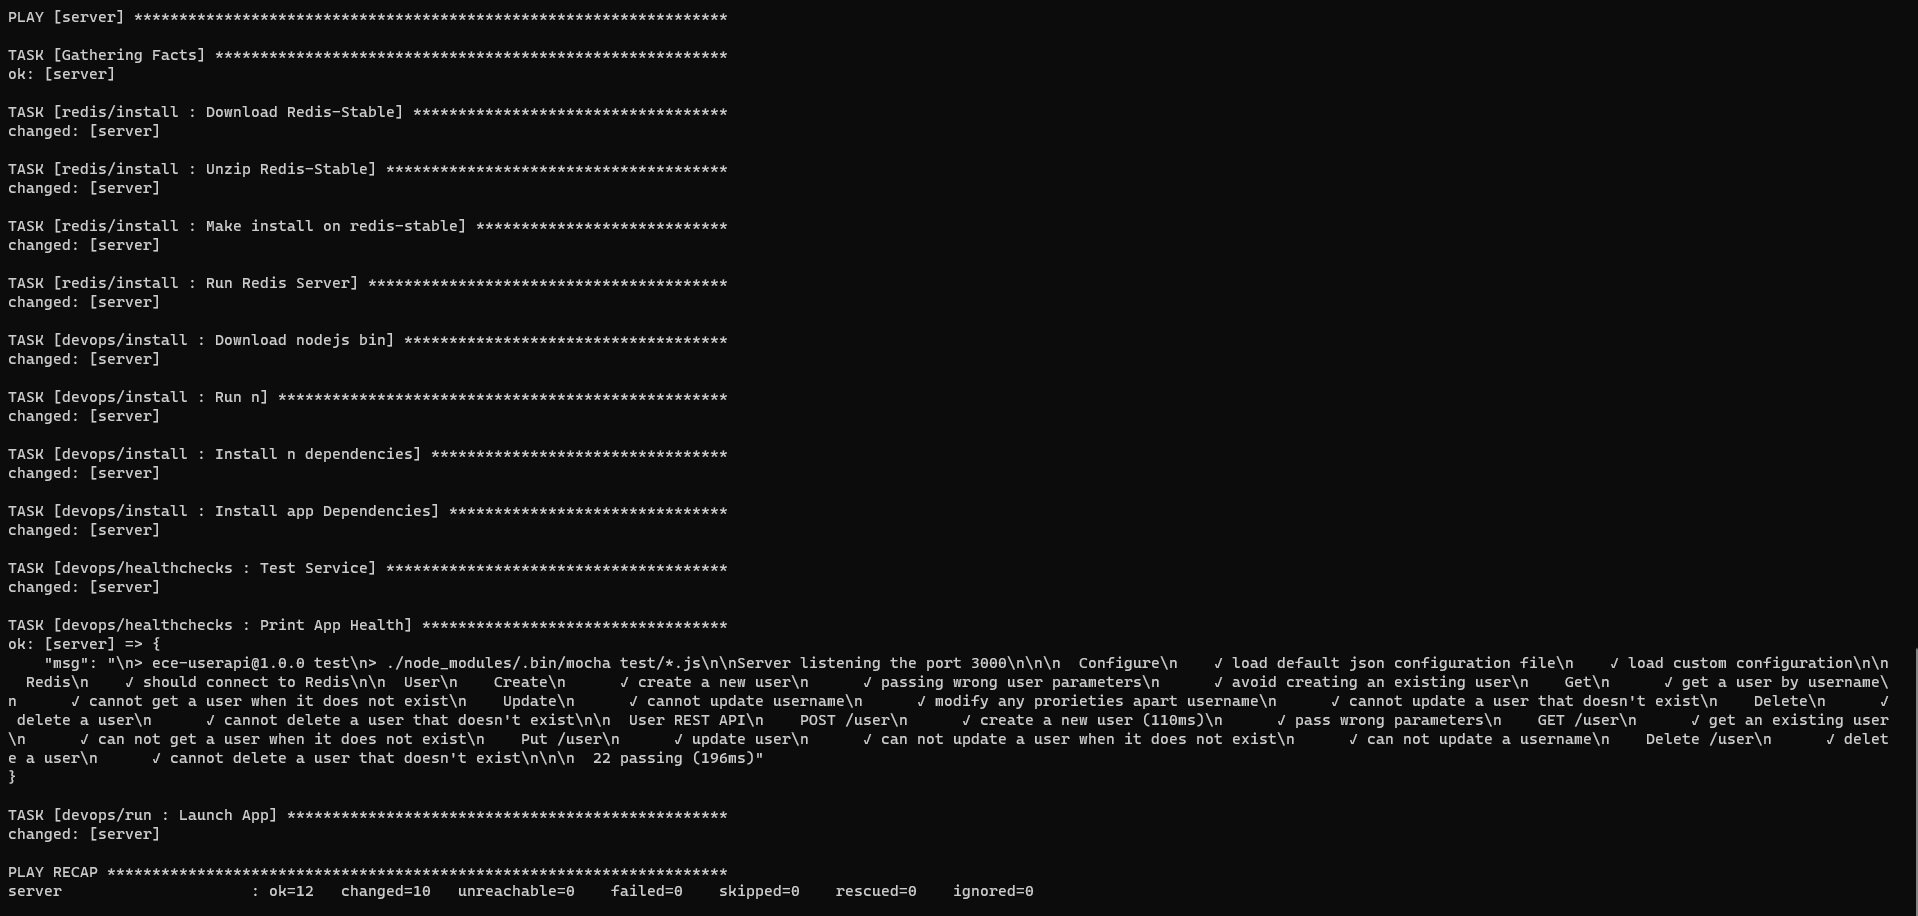 PLAY [server] ******************************************************************
TASK [Gathering Facts] *********************************************************
ok: [server]
TASK [redis/install : Download Redis-Stable] ***********************************
changed: [server]
TASK [redis/install : Unzip Redis-Stable] **************************************
changed: [server]
TASK [redis/install : Make install on redis-stable] ****************************
changed: [server]
TASK [redis/install : Run Redis Server] ****************************************
changed: [server]
TASK [devops/install : Download nodejs bin] ************************************
changed: [server]
TASK [devops/install : Run n] **************************************************
changed: [server]
TASK [devops/install : Install n dependencies] *********************************
changed: [server]
TASK [devops/install : Install app Dependencies] *******************************
changed: [server]
TASK [devops/healthchecks : Test Service] **************************************
changed: [server]
TASK [devops/healthchecks : Print App Health] **********************************
ok: [server] => {
    "msg": "\n> ece-userapi@1.0.0 test\n> ./node_modules/.bin/mocha test/*.js\n\nServer listening the port 3000\n\n\n  Configure\n    ✓ load default json configuration file\n    ✓ load custom configuration\n\n
  Redis\n    ✓ should connect to Redis\n\n  User\n    Create\n      ✓ create a new user\n      ✓ passing wrong user parameters\n      ✓ avoid creating an existing user\n    Get\n      ✓ get a user by username\
n      ✓ cannot get a user when it does not exist\n    Update\n      ✓ cannot update username\n      ✓ modify any prorieties apart username\n      ✓ cannot update a user that doesn't exist\n    Delete\n      ✓
 delete a user\n      ✓ cannot delete a user that doesn't exist\n\n  User REST API\n    POST /user\n      ✓ create a new user (110ms)\n      ✓ pass wrong parameters\n    GET /user\n      ✓ get an existing user
\n      ✓ can not get a user when it does not exist\n    Put /user\n      ✓ update user\n      ✓ can not update a user when it does not exist\n      ✓ can not update a username\n    Delete /user\n      ✓ delet
e a user\n      ✓ cannot delete a user that doesn't exist\n\n\n  22 passing (196ms)"
}
TASK [devops/run : Launch App] *************************************************
changed: [server]
PLAY RECAP *********************************************************************
server                     : ok=12   changed=10   unreachable=0    failed=0    skipped=0    rescued=0    ignored=0